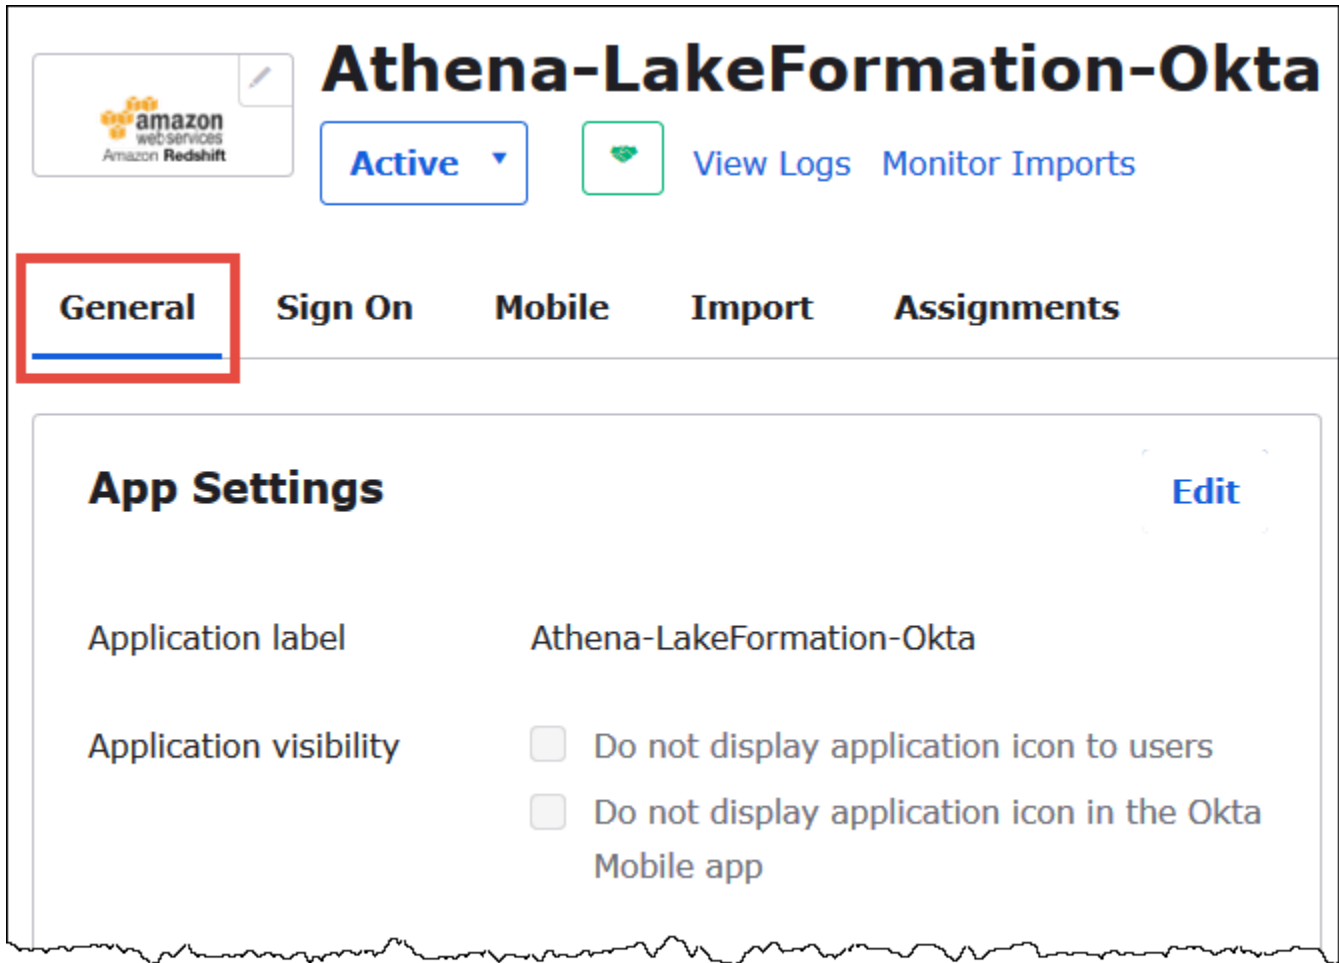 Athena-LakeFormation-Okta
amazon
webservices
Amazon Redshift
Active
View Logs
Monitor Imports
General
Sign On
Mobile
Import
Assignments
App Settings
Edit
Application label
Athena-LakeFormation-Okta
Application visibility
Do not display application icon to users
Do not display application icon in the Okta
Mobile app